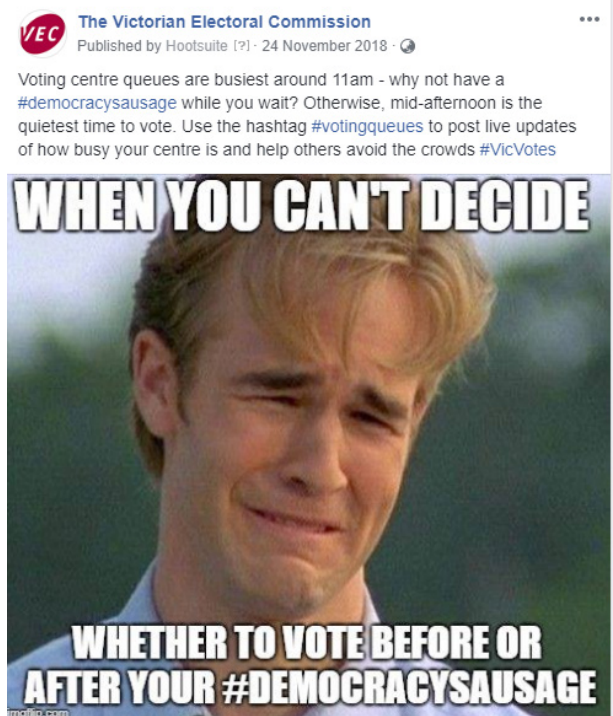 VEC
The Victorian Electoral Commission
Published by Hootsuite [?] · 24 November 2018 ·
Voting centre queues are busiest around 11am - why not have a
#democracysausage while you wait? Otherwise, mid-afternoon is the
quietest time to vote. Use the hashtag #votingqueues to post live updates
of how busy your centre is and help others avoid the crowds #VicVotes
WHEN YOU CAN'T DECIDE
WHETHER TO VOTE BEFORE OR
AFTER YOUR #DEMOCRACYSAUSAGE
imgflip.com